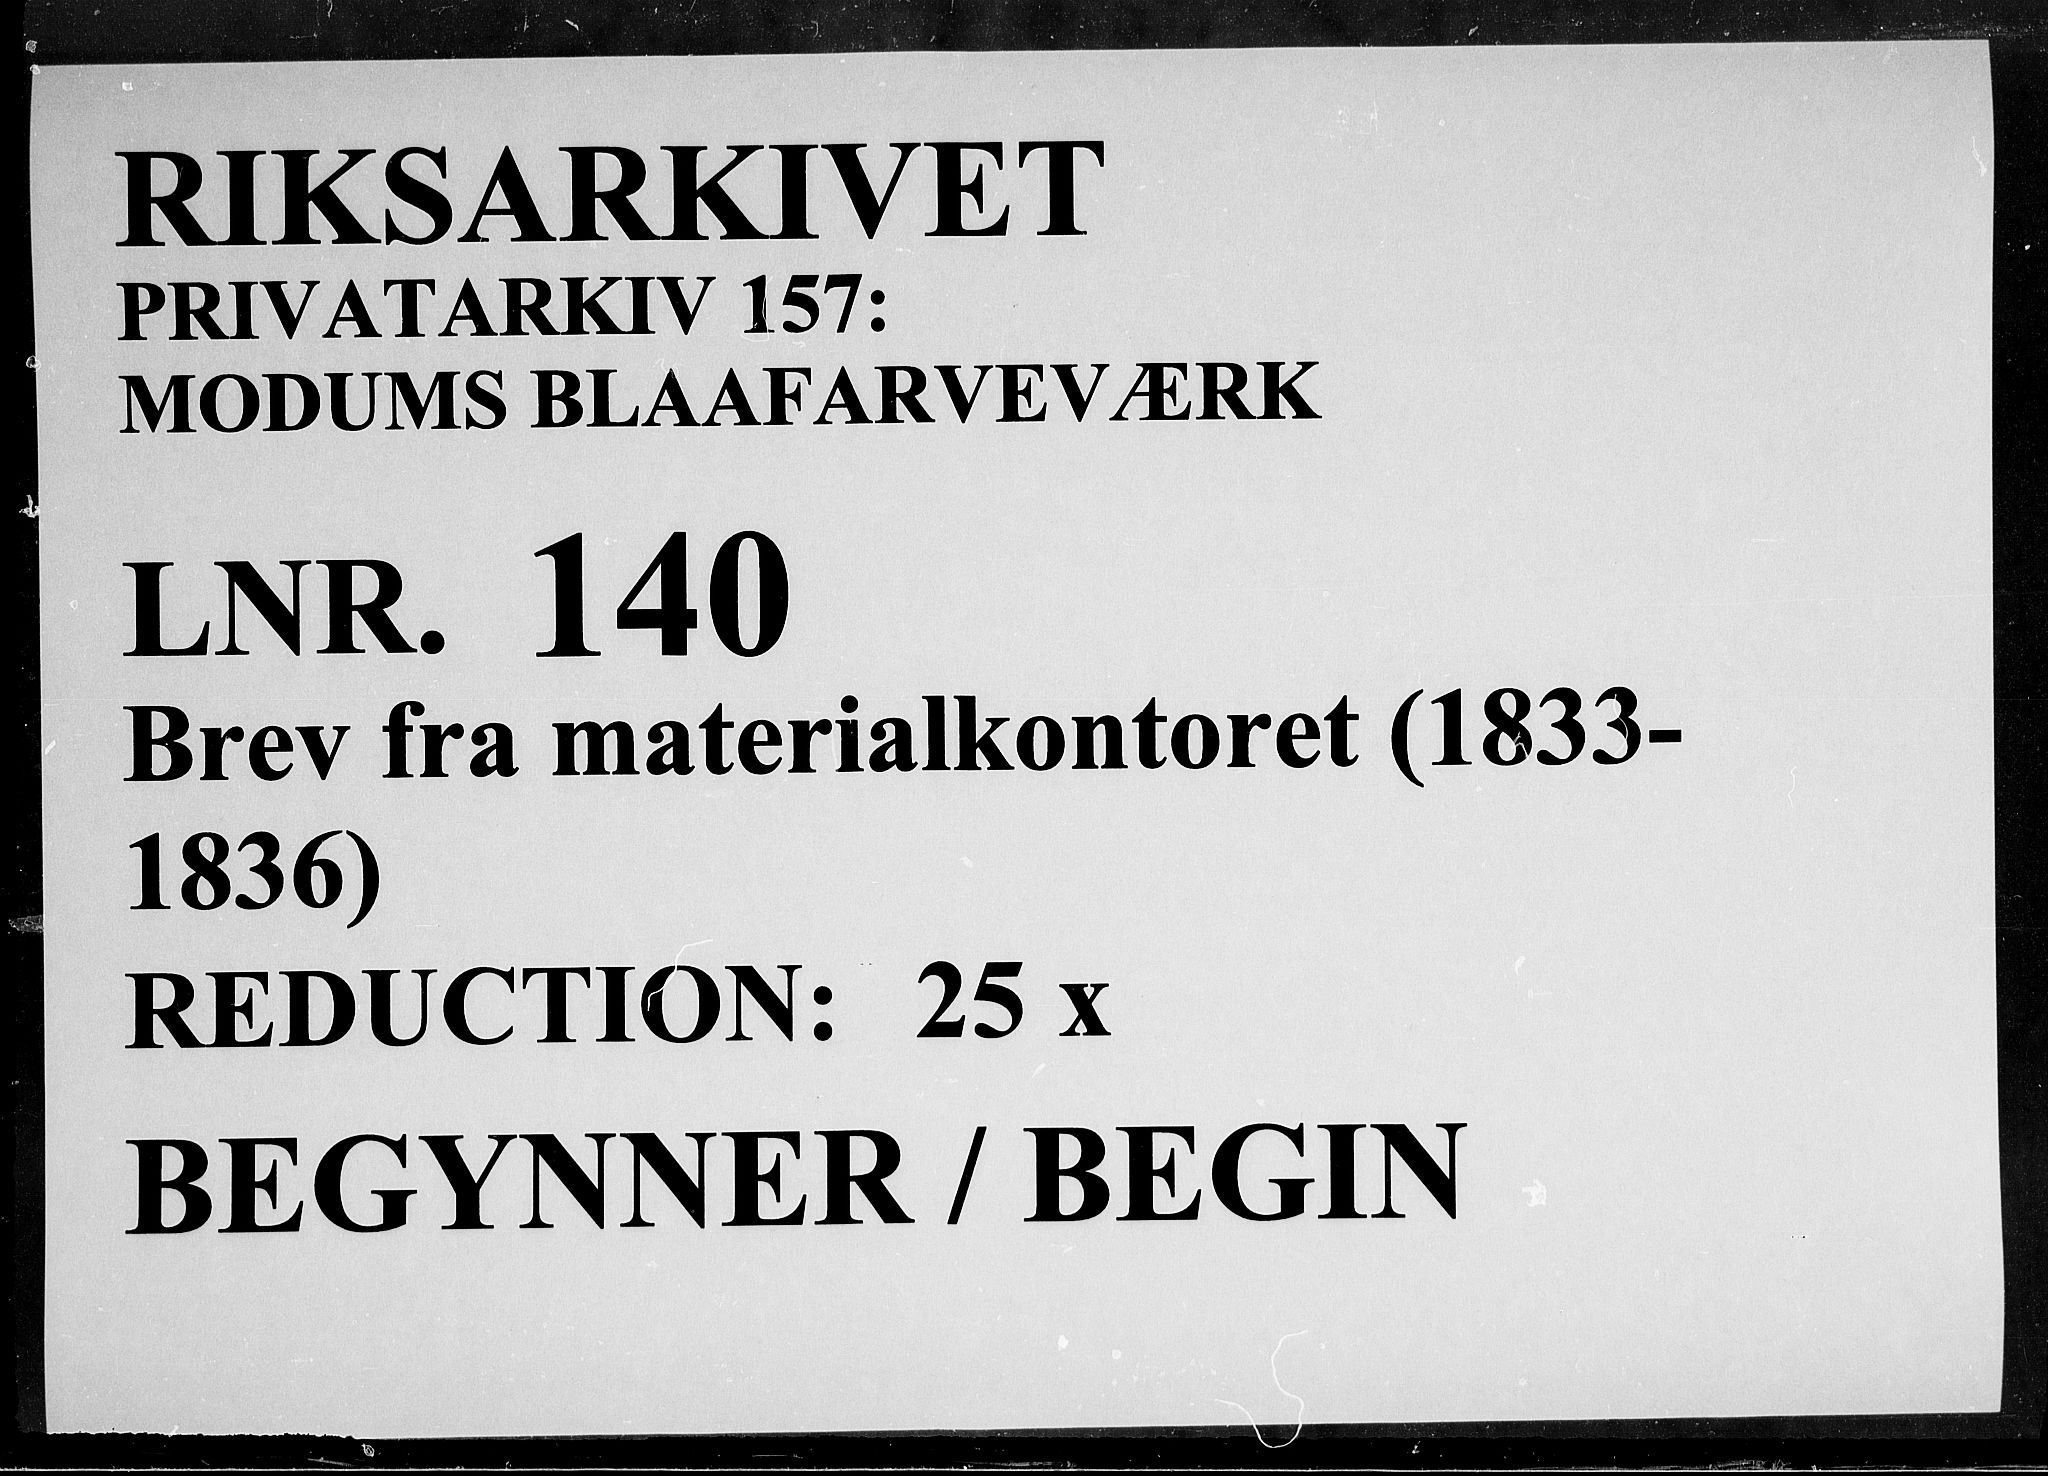 RIKSARKIVET
PRIVATARKIV 157:
MODUMS BLAAFARVEVÆRK
LNR. 140
Brev fra materialkontoret (1833-
1836)
REDUCTION: 25 x
BEGYNNER / BEGIN